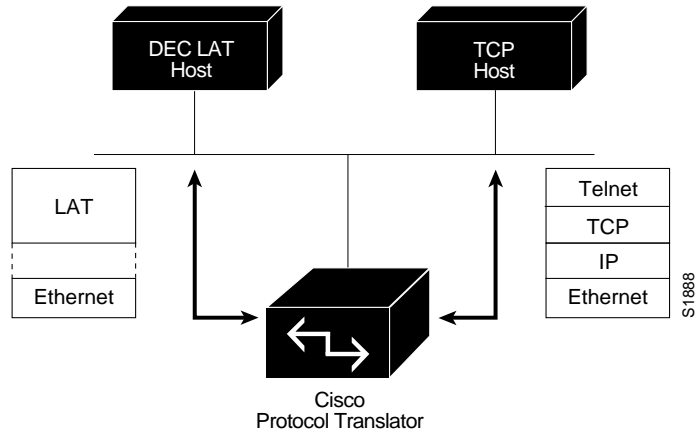 DEC LAT
Host
TCP
Host
LAT
Ethernet
Telnet
TCP
IP
Ethernet
S1888
Cisco
Protocol Translator